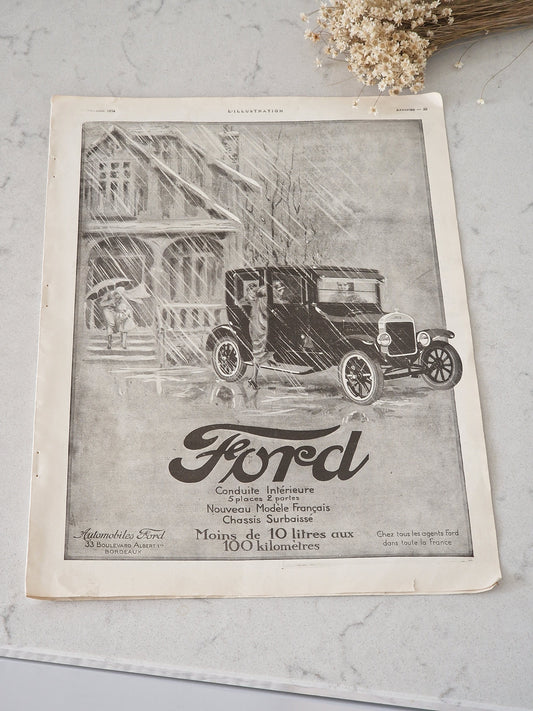 1924
L'ILLUSTRATION
Ford
Conduite Intérieure
5 places 2 portes
Nouveau Modèle Français
Chassis Surbaissé
Moins de 10 litres aux
100 kilomètres
Automobiles Ford
33 Boulevard Albert 1er
BORDEAUX
Chez tous les agents Ford
dans toute la France